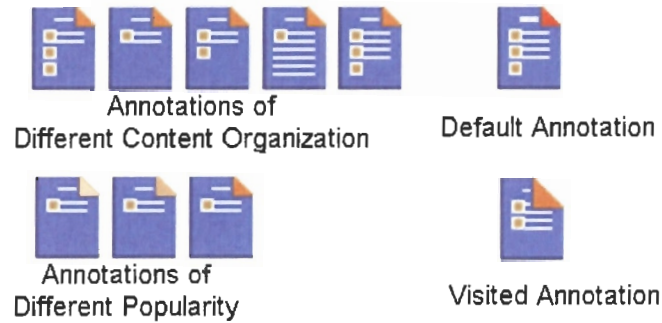 Annotations of
Different Content Organization
Default Annotation
Annotations of
Different Popularity
Visited Annotation